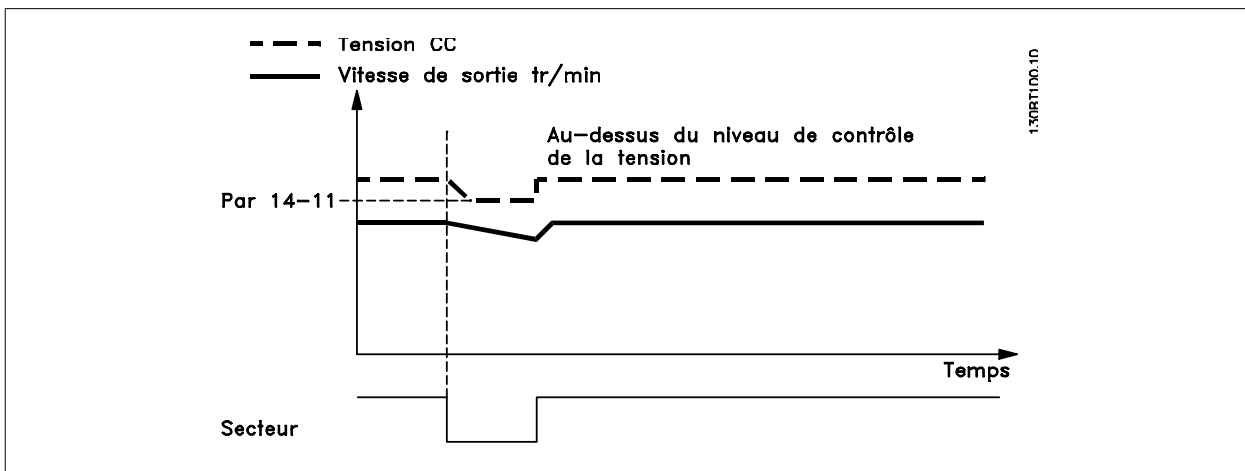 Tension CC
Vitesse de sortie tr/min
130BT100.10
Au-dessus du niveau de contrôle
de la tension
Par 14-11
Temps
Secteur